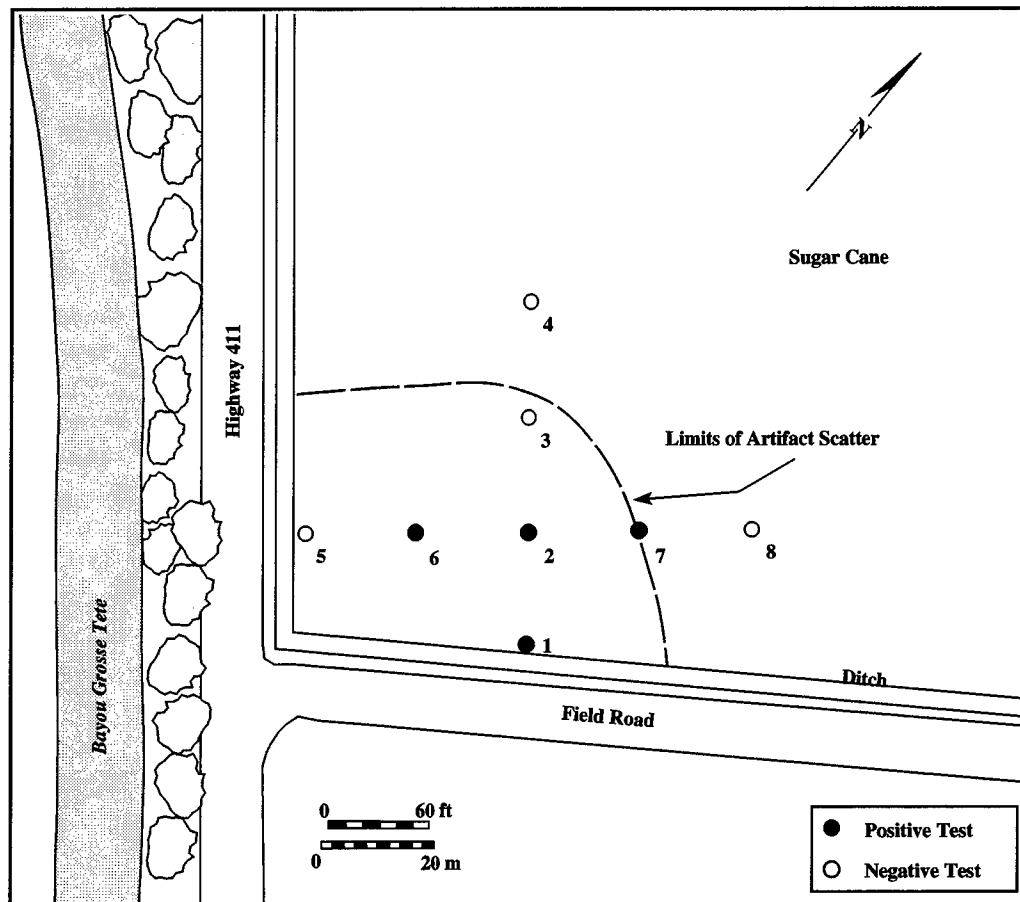 N
Sugar Cane
4
Highway 411
3
Limits of Artifact Scatter
5
6
2
7
8
1
Bayou Grosse Tete
Ditch
Field Road
0 60 ft
0 20 m
Positive Test
Negative Test